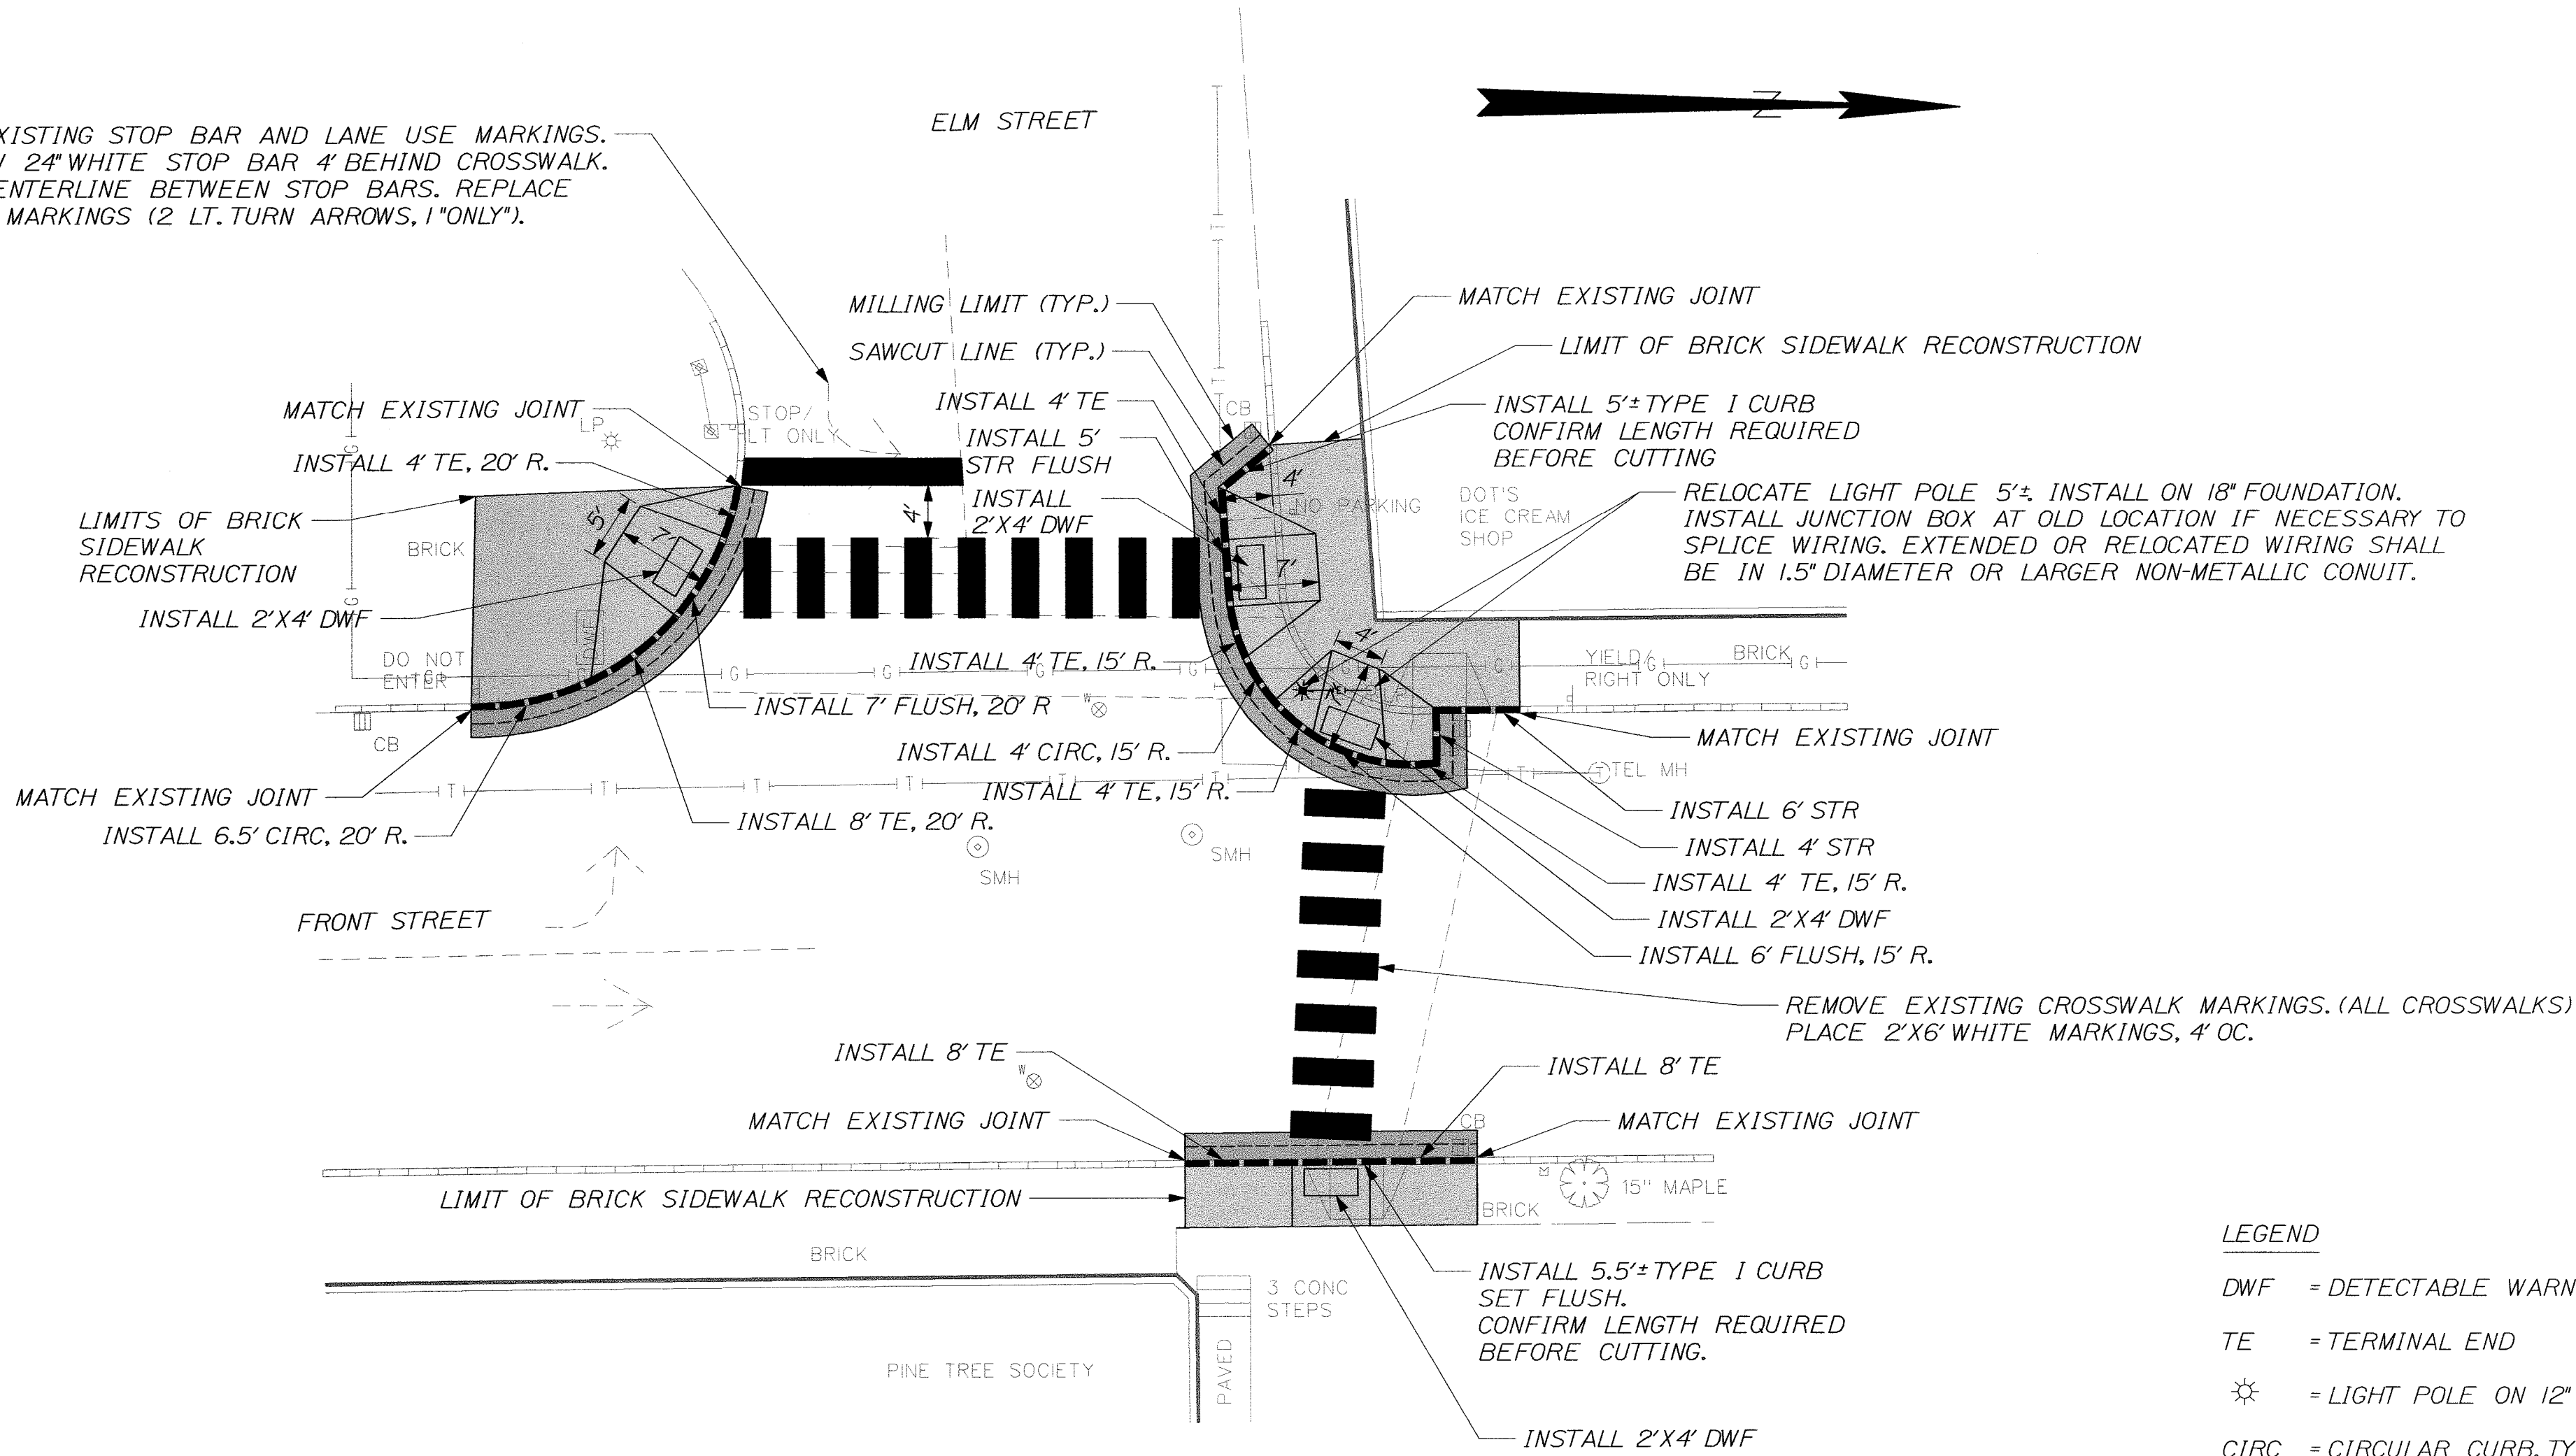 ELM STREET
Z
XISTING STOP BAR AND LANE USE MARKINGS.
24" WHITE STOP BAR 4' BEHIND CROSSWALK.
ENTERLINE BETWEEN STOP BARS. REPLACE
MARKINGS (2 LT. TURN ARROWS, 1 "ONLY").
MILLING LIMIT (TYP.)
SAWCUT LINE (TYP.)
INSTALL 4' TE
INSTALL 5'
STR FLUSH
INSTALL
2'X4' DWF
MATCH EXISTING JOINT
LIMIT OF BRICK SIDEWALK RECONSTRUCTION
INSTALL 5'± TYPE 1 CURB
CONFIRM LENGTH REQUIRED
BEFORE CUTTING
RELOCATE LIGHT POLE 5'±. INSTALL ON 18" FOUNDATION.
INSTALL JUNCTION BOX AT OLD LOCATION IF NECESSARY TO
SPLICE WIRING. EXTENDED OR RELOCATED WIRING SHALL
BE IN 1.5" DIAMETER OR LARGER NON-METALLIC CONUIT.
MATCH EXISTING JOINT
LP
STOP/
LT ONLY
CB
INSTALL 4' TE, 20' R.
LIMITS OF BRICK
SIDEWALK
RECONSTRUCTION
BRICK
INSTALL 2'X4' DWF
5'
7'
4'
4'
7'
4'
NO PARKING
DOT'S
ICE CREAM
SHOP
DWF
DO NOT
ENTER
CB
G
G
G
G
G
G
G
G
G
G
YIELD/
RIGHT ONLY
BRICK
INSTALL 4' TE, 15' R.
INSTALL 7' FLUSH, 20' R
W
INSTALL 4' CIRC, 15' R.
INSTALL 4' TE, 15' R.
MATCH EXISTING JOINT
INSTALL 6.5' CIRC, 20' R.
INSTALL 8' TE, 20' R.
T
T
T
T
T
T
T
T
T
T
TEL MH
MATCH EXISTING JOINT
INSTALL 6' STR
INSTALL 4' STR
INSTALL 4' TE, 15' R.
INSTALL 2'X4' DWF
INSTALL 6' FLUSH, 15' R.
SMH
SMH
FRONT STREET
REMOVE EXISTING CROSSWALK MARKINGS. (ALL CROSSWALKS)
PLACE 2'X6' WHITE MARKINGS, 4' OC.
INSTALL 8' TE
W
MATCH EXISTING JOINT
INSTALL 8' TE
CB
MATCH EXISTING JOINT
LIMIT OF BRICK SIDEWALK RECONSTRUCTION
15" MAPLE
BRICK
BRICK
3 CONC
STEPS
PAVED
PINE TREE SOCIETY
INSTALL 5.5'± TYPE 1 CURB
SET FLUSH.
CONFIRM LENGTH REQUIRED
BEFORE CUTTING.
INSTALL 2'X4' DWF
LEGEND
DWF = DETECTABLE WARN
TE = TERMINAL END
= LIGHT POLE ON 12"
CIRC = CIRCULAR CURB, TY